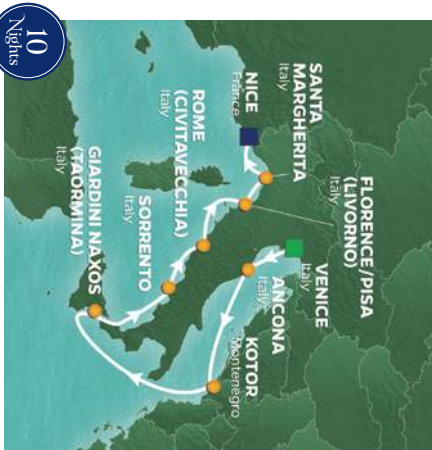 10
Nights
SANTA
MARGHERITA
Italy
NICE
France
FLORENCE/PISA
(LIVORNO)
Italy
ROME
(CIVITAVECCHIA)
Italy
VENICE
Italy
ANCONA
Italy
SORRENTO
Italy
KOTOR
Montenegro
GIARDINI NAXOS
(TAORMINA)
Italy